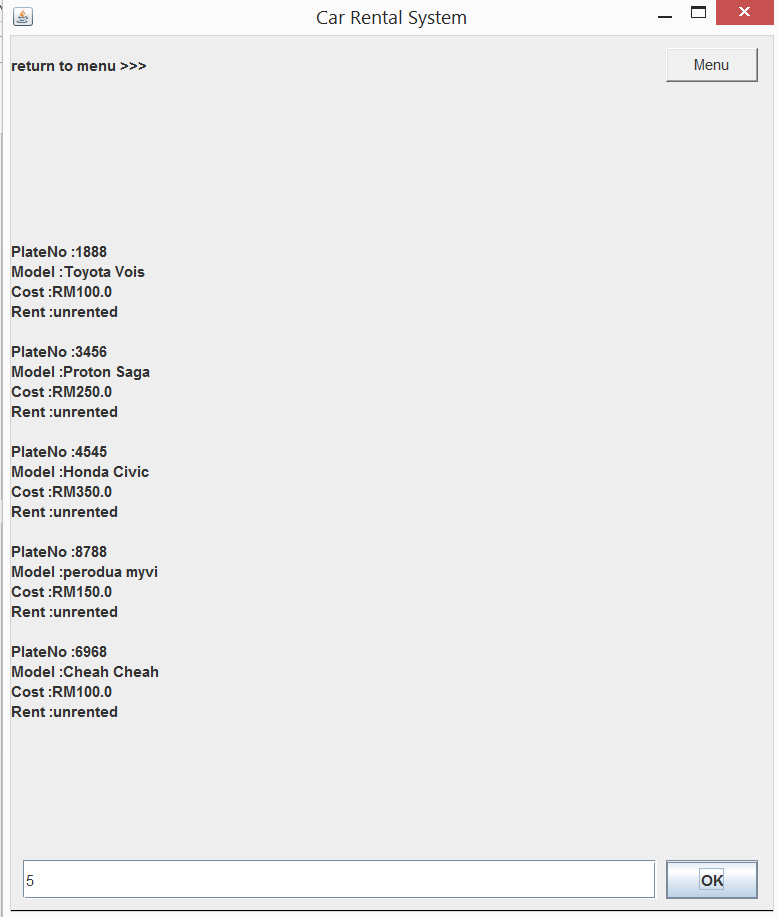 Car Rental System
return to menu >>>
Menu
PlateNo :1888
Model :Toyota Vois
Cost :RM100.0
Rent :unrented
PlateNo :3456
Model :Proton Saga
Cost :RM250.0
Rent :unrented
PlateNo :4545
Model :Honda Civic
Cost :RM350.0
Rent :unrented
PlateNo :8788
Model :perodua myvi
Cost :RM150.0
Rent :unrented
PlateNo :6968
Model :Cheah Cheah
Cost :RM100.0
Rent :unrented
5
OK